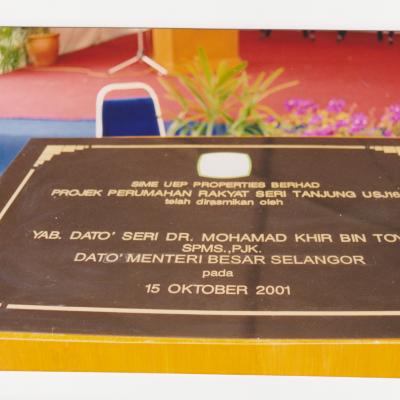 SIME UEP PROPERTIES BERHAD
PROJEK PERUMAHAN RAKYAT SERI TANJUNG USJ16
telah dirasmikan oleh
YAB. DATO' SERI DR. MOHAMAD KHIR BIN TOY
SPMS.,PJK.
DATO' MENTERI BESAR SELANGOR
pada
15 OKTOBER 2001